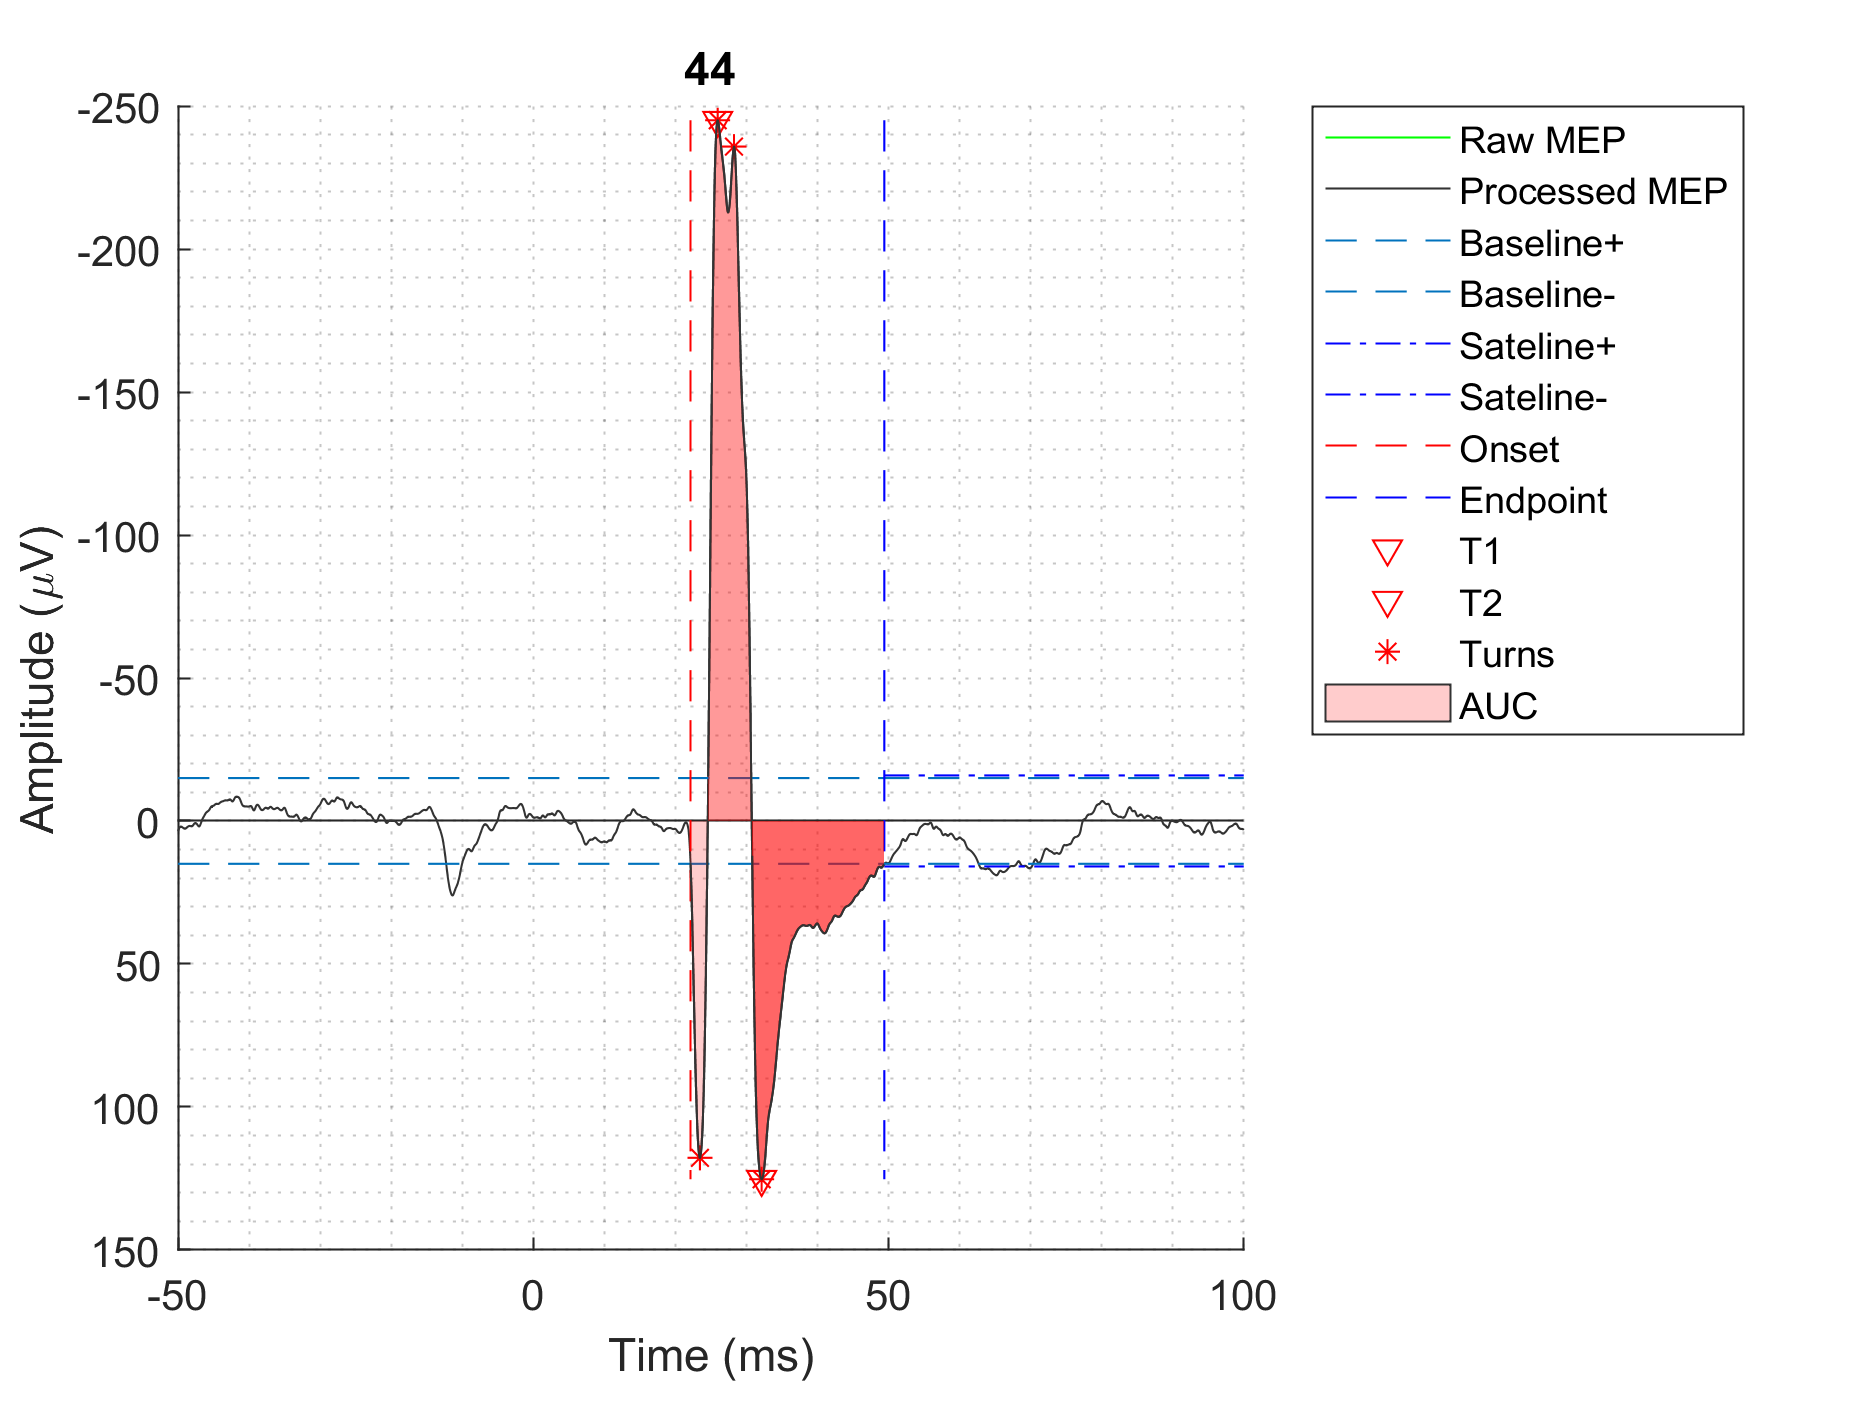 44
-250
-200
-150
-100
-50
0
50
100
150
Amplitude (μV)
-50 0 50 100
Time (ms)
Raw MEP
Processed MEP
Baseline+
Baseline-
Sateline+
Sateline-
Onset
Endpoint
T1
T2
Turns
AUC